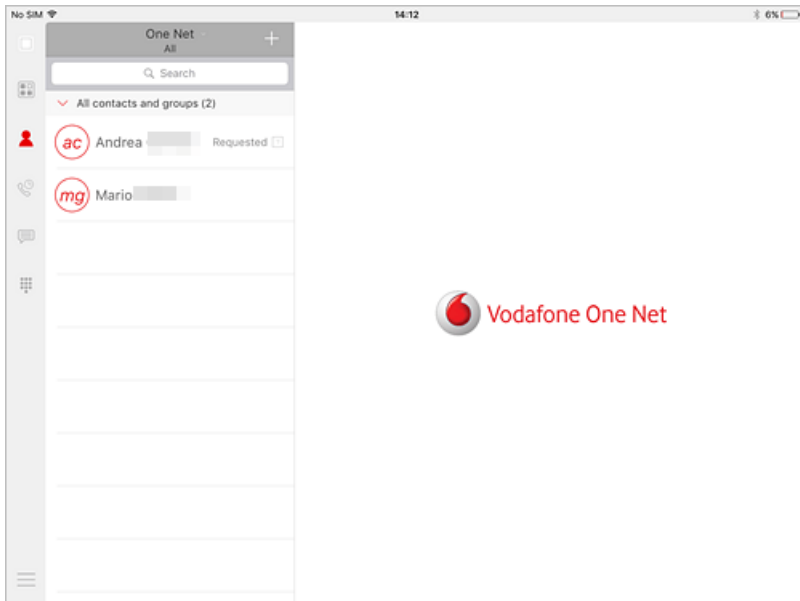 No SIM 14:12 6%
One Net
All
Search
All contacts and groups (2)
ac Andrea Requested
mg Mario
Vodafone One Net